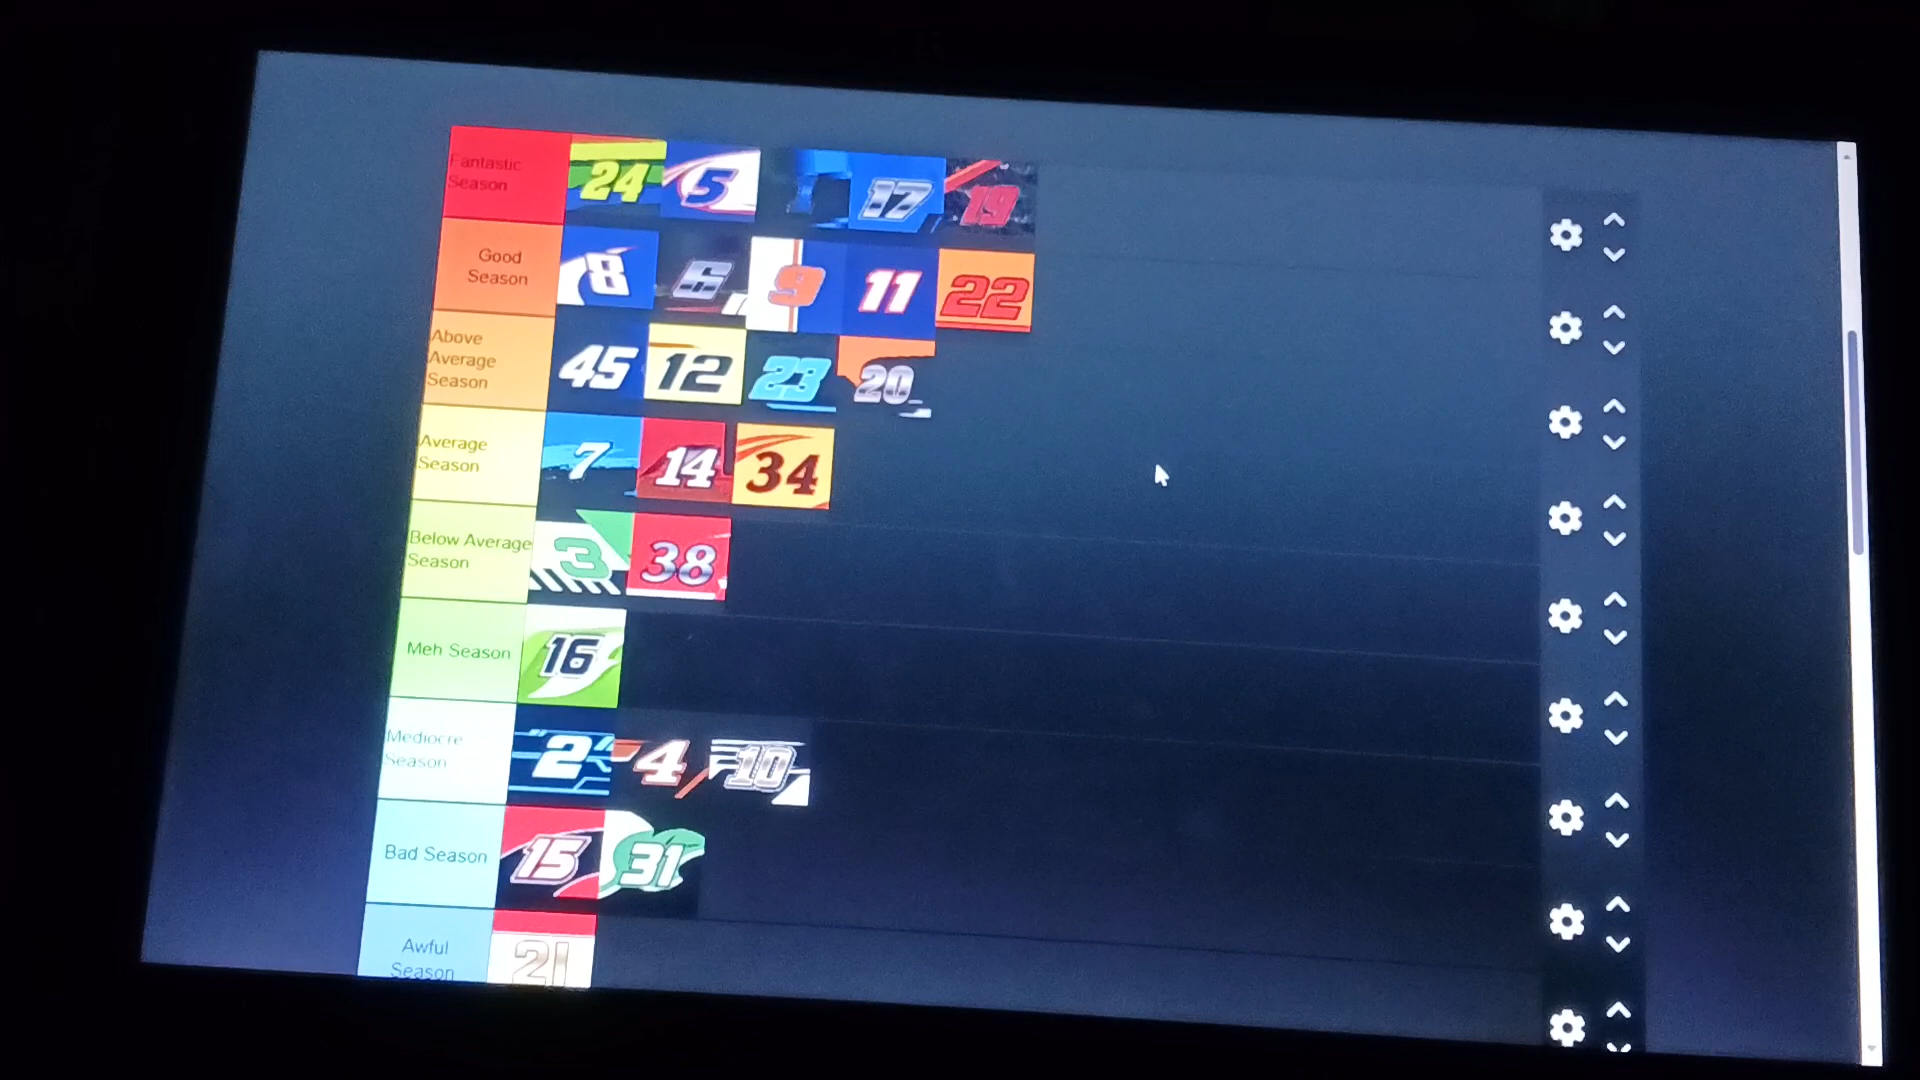 Fantastic
Season
24 5 17 19
Good
Season
8 6 9 11 22
Above
Average
Season
45 12 23 20
Average
Season
7 14 34
Below Average
Season
3 38
Meh Season
16
Mediocre
Season
2 4 10
Bad Season
15 31
Awful
Season
21